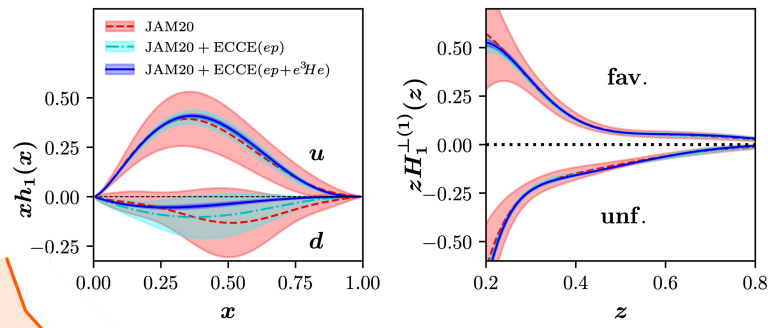 JAM20
JAM20 + ECCE(ep)
JAM20 + ECCE(ep+e³He)
0.50
0.25
0.00
−0.25
xh₁(x)
u
d
0.00 0.25 0.50 0.75 1.00
x
0.50
0.25
0.00
−0.25
−0.50
zH₁^⊥(1)(z)
fav.
unf.
0.2 0.4 0.6 0.8
z